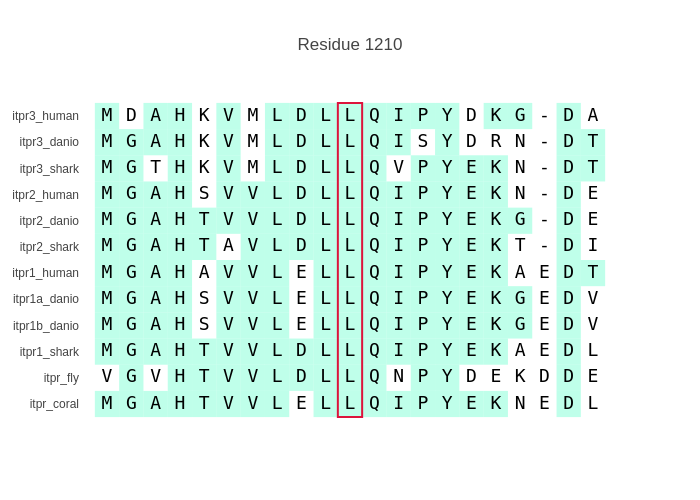 Residue 1210
itpr3_human M D A H K V M L D L L Q I P Y D K G - D A
itpr3_danio M G A H K V M L D L L Q I S Y D R N - D T
itpr3_shark M G T H K V M L D L L Q V P Y E K N - D T
itpr2_human M G A H S V V L D L L Q I P Y E K N - D E
itpr2_danio M G A H T V V L D L L Q I P Y E K G - D E
itpr2_shark M G A H T A V L D L L Q I P Y E K T - D I
itpr1_human M G A H A V V L E L L Q I P Y E K A E D T
itpr1a_danio M G A H S V V L E L L Q I P Y E K G E D V
itpr1b_danio M G A H S V V L E L L Q I P Y E K G E D V
itpr1_shark M G A H T V V L D L L Q I P Y E K A E D L
itpr_fly V G V H T V V L D L L Q N P Y D E K D D E
itpr_coral M G A H T V V L E L L Q I P Y E K N E D L